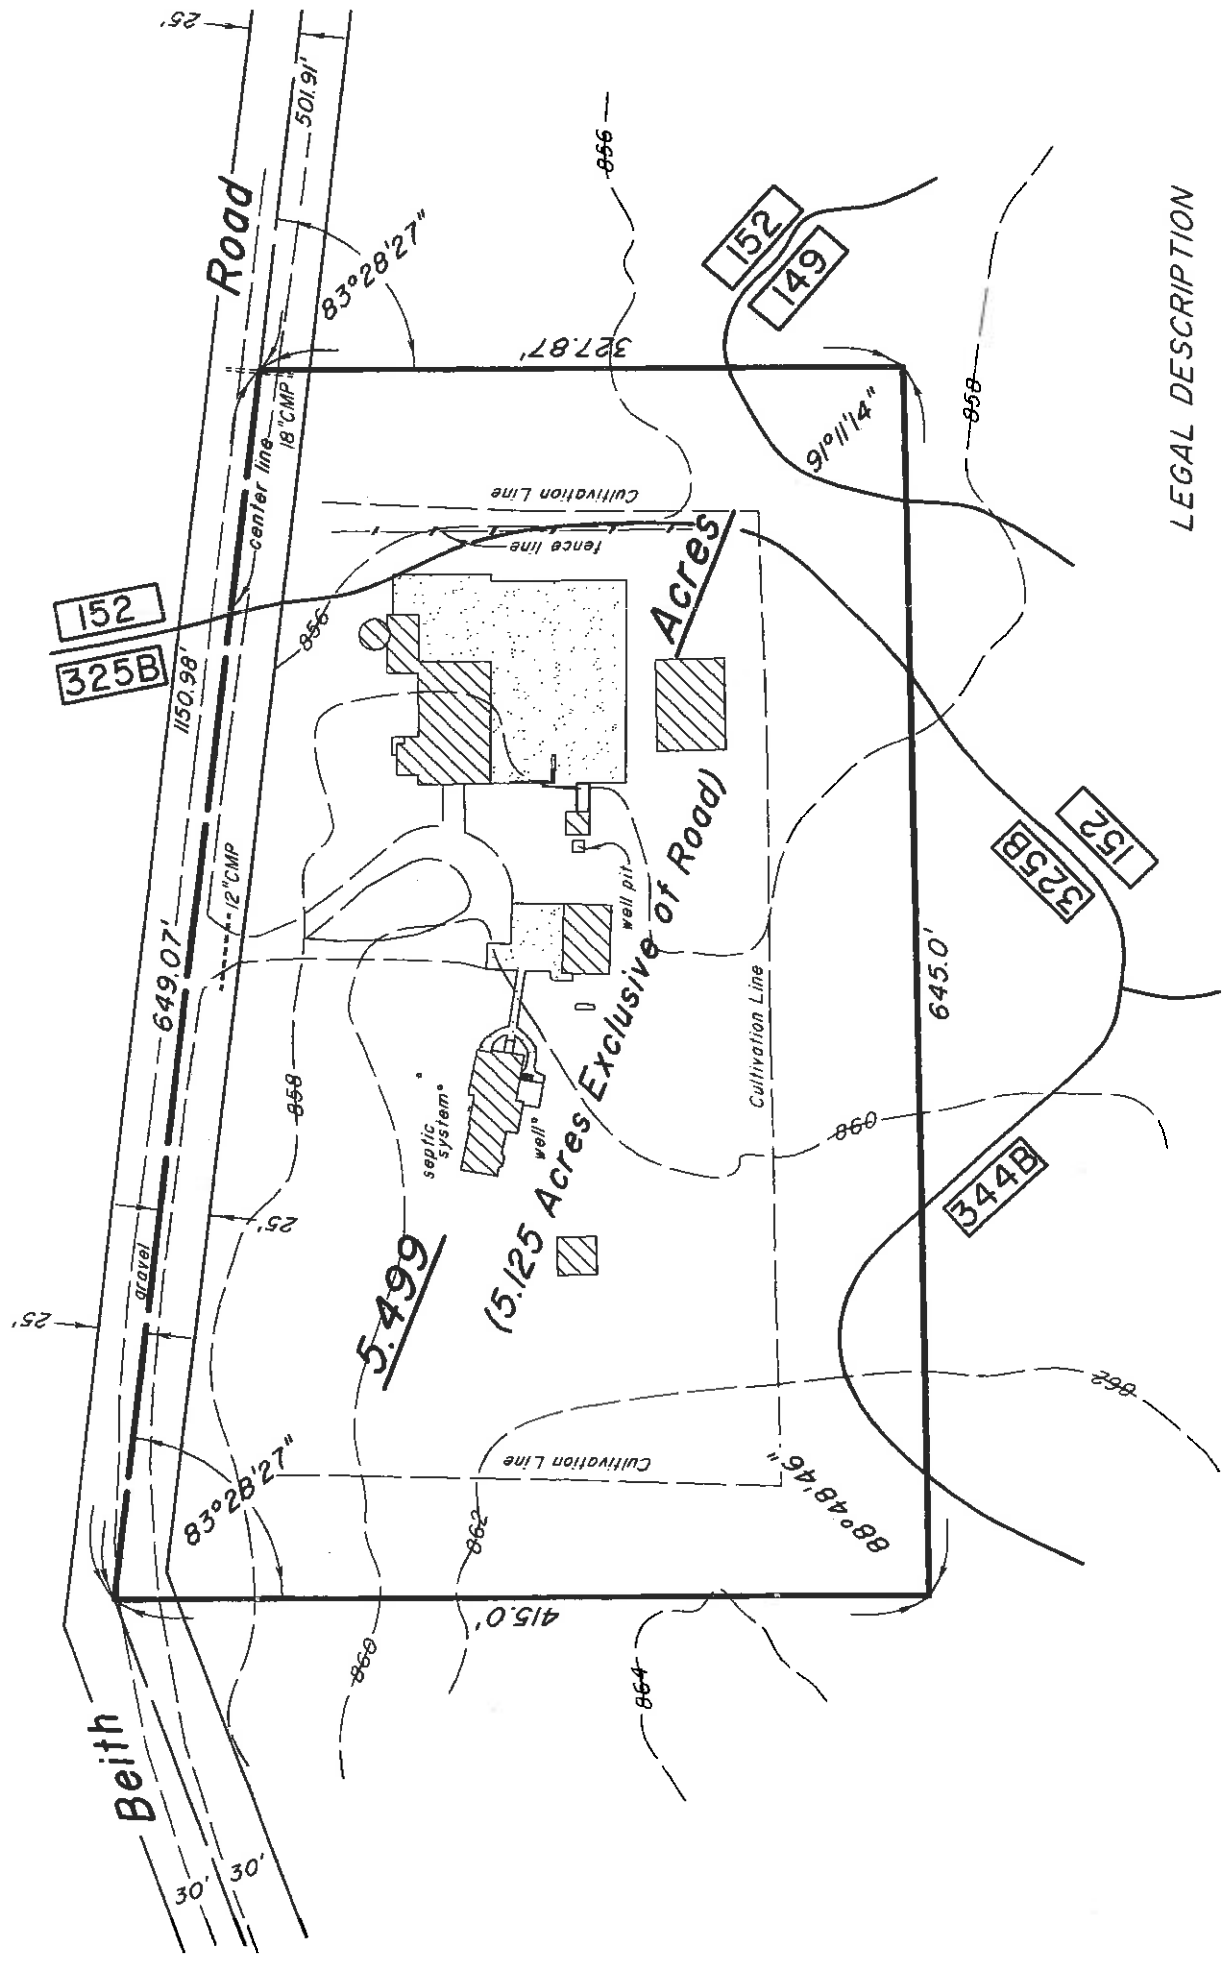 25'
501.91'
Road
83°28'27"
856
152
149
327.87'
18"CMP
center line
91°11'14"
858
LEGAL DESCRIPTION
Cultivation Line
fence line
152
325B
856
1150.98'
Acres
12"CMP
well pit
649.07'
325B
152
645.0'
Cultivation Line
858
septic
system
well
860
344B
(5.125 Acres Exclusive of Road)
5.499
25'
gravel
25'
862
Cultivation Line
83°28'27"
88°48'46"
862
415.0'
860
864
Beith
30'
30'